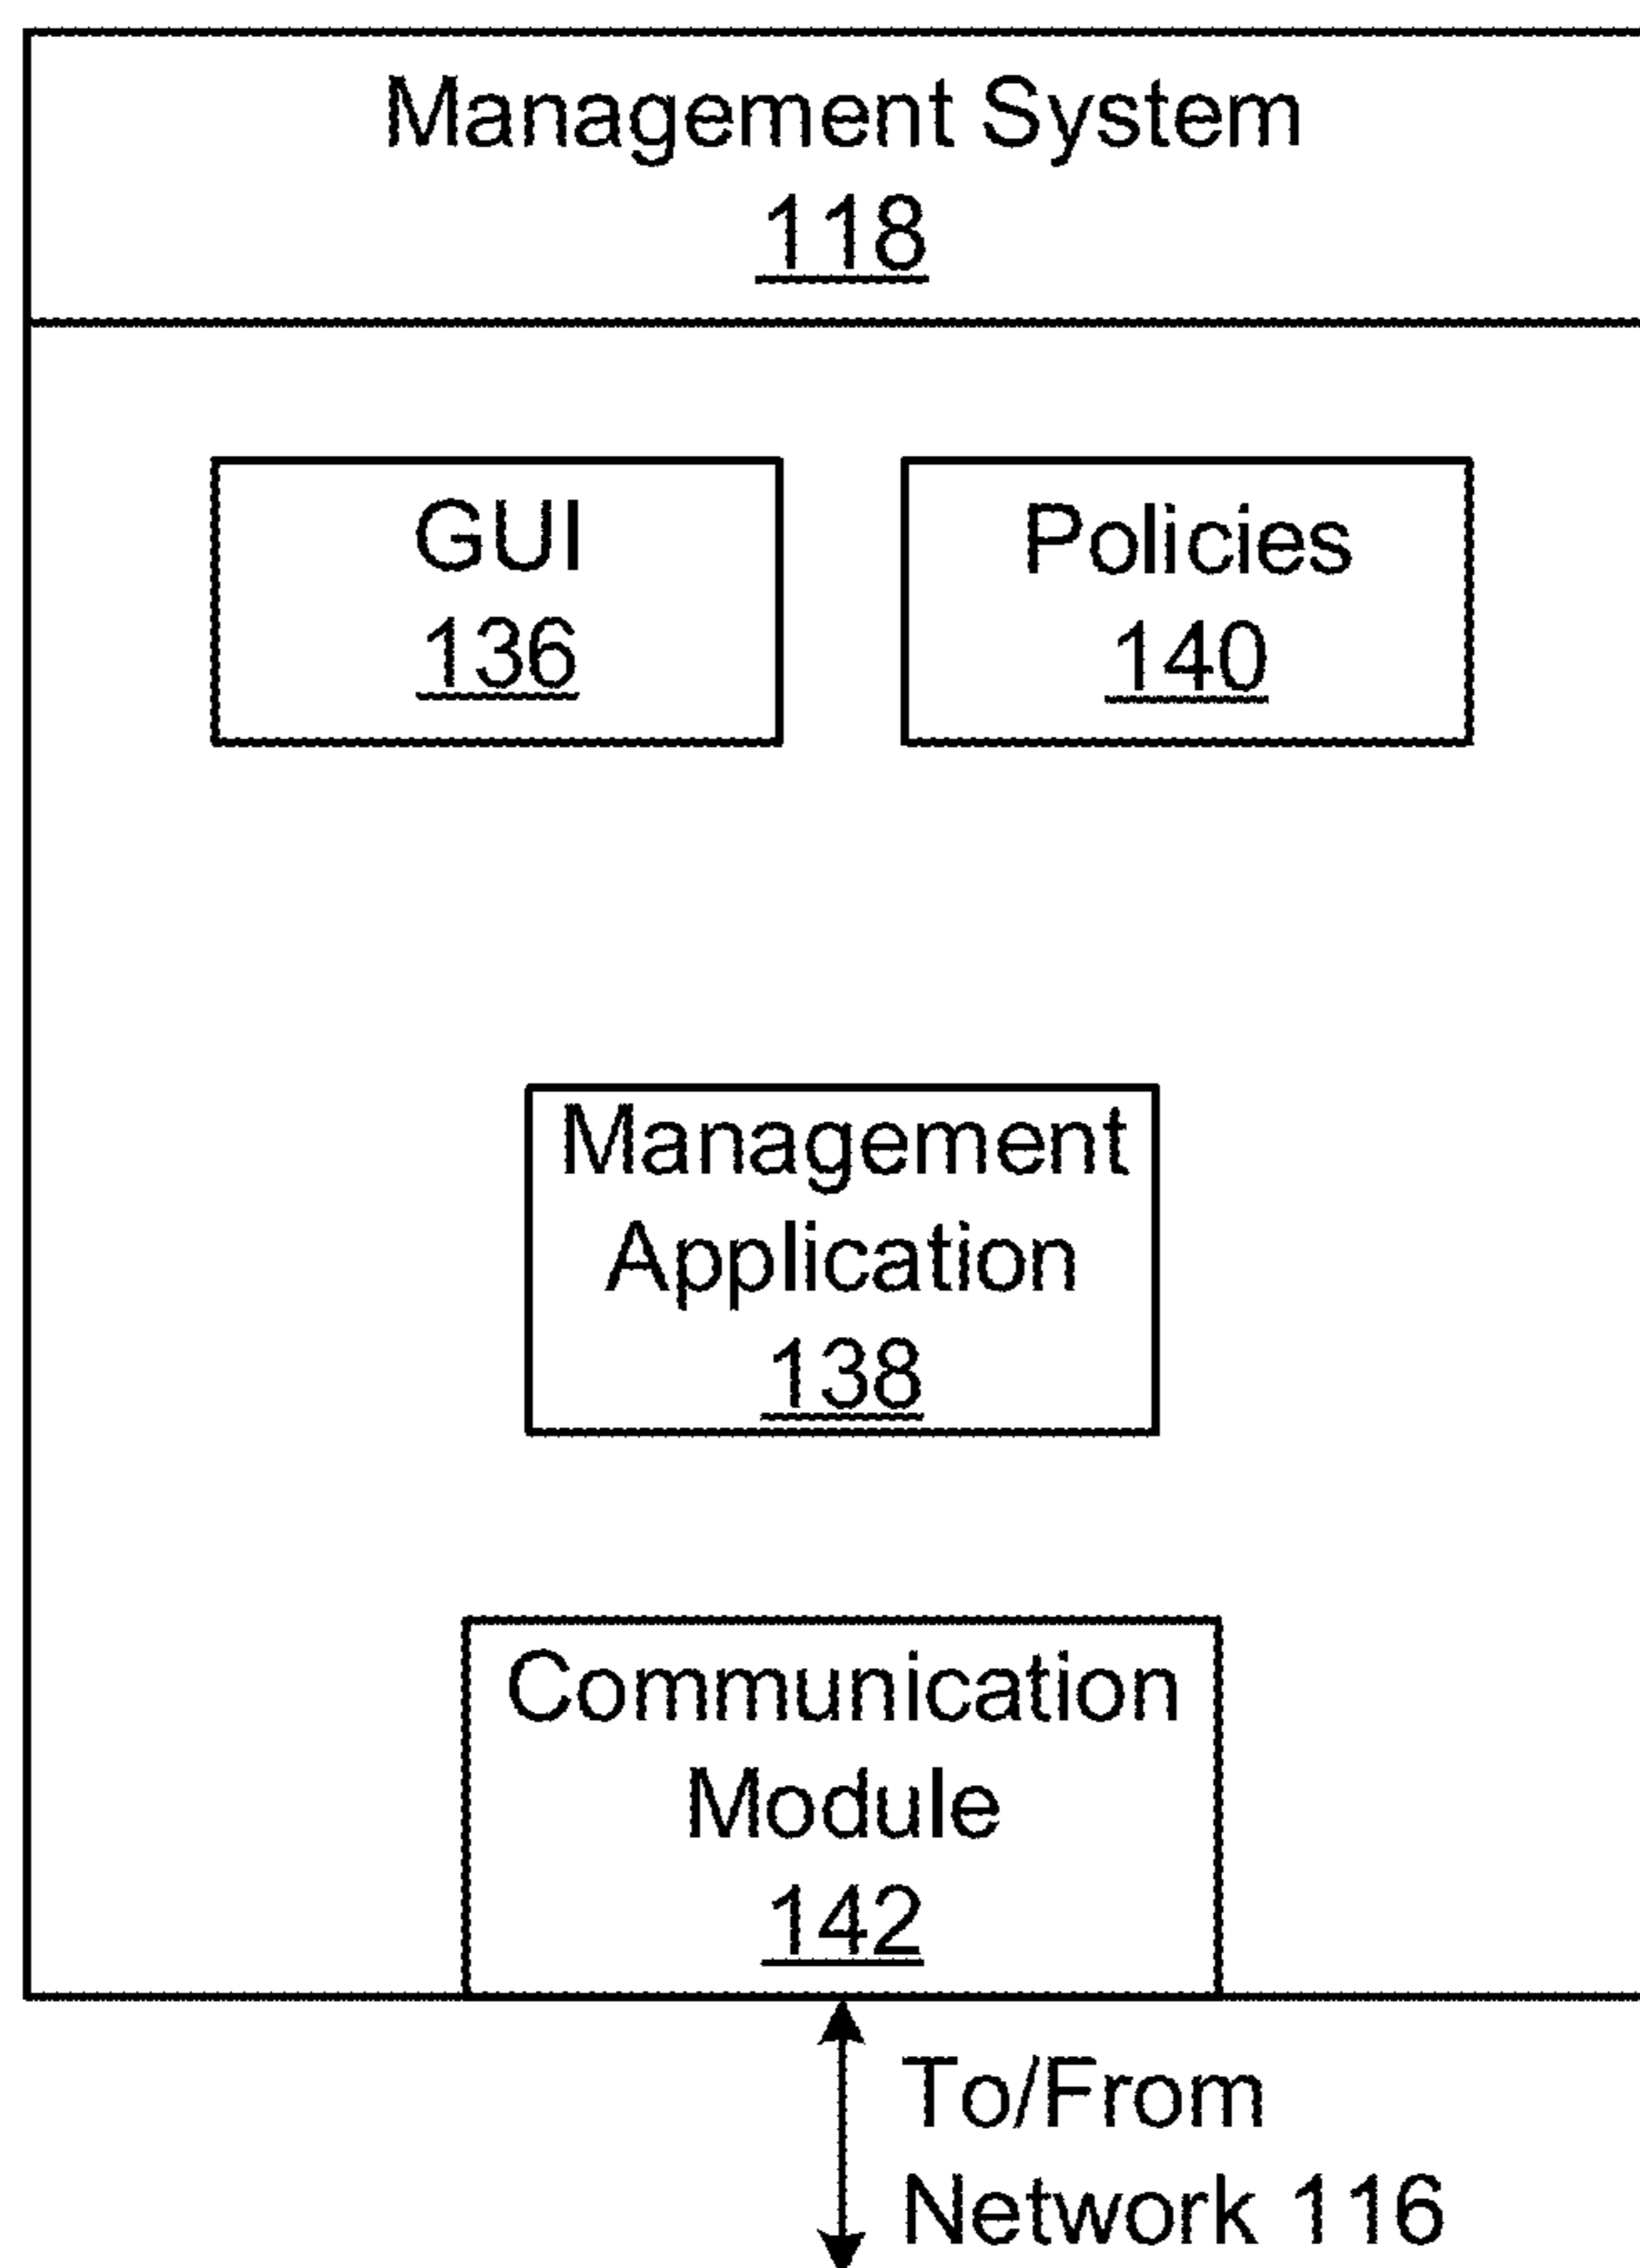 Management System
118
GUI
136
Policies
140
Management
Application
138
Communication
Module
142
To/From
Network 116